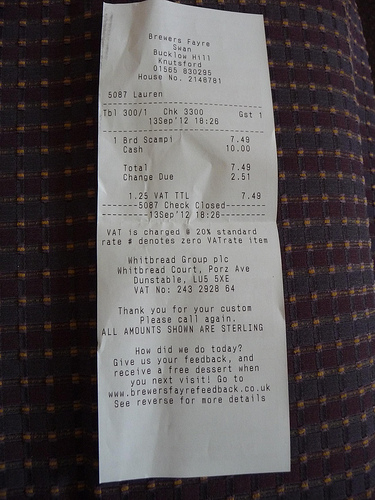 Brewers Fayre
Swan
Bucklow Hill
Knutsford
01565 830295
House No. 2148781
5087 Lauren
Tbl 300/1 Chk 3300 Gst 1
13Sep'12 18:26
1 Brd Scampi 7.49
Cash 10.00
Total 7.49
Change Due 2.51
1.25 VAT TTL 7.49
-------5087 Check Closed-------
-------13Sep'12 18:26-------
VAT is charged @ 20% standard
rate # denotes zero VATrate item
Whitbread Group plc
Whitbread Court, Porz Ave
Dunstable, LU5 5XE
VAT No: 243 2928 64
Thank you for your custom
Please call again.
ALL AMOUNTS SHOWN ARE STERLING
How did we do today?
Give us your feedback, and
receive a free dessert when
you next visit! Go to
www.brewersfayrefeedback.co.uk
See reverse for more details